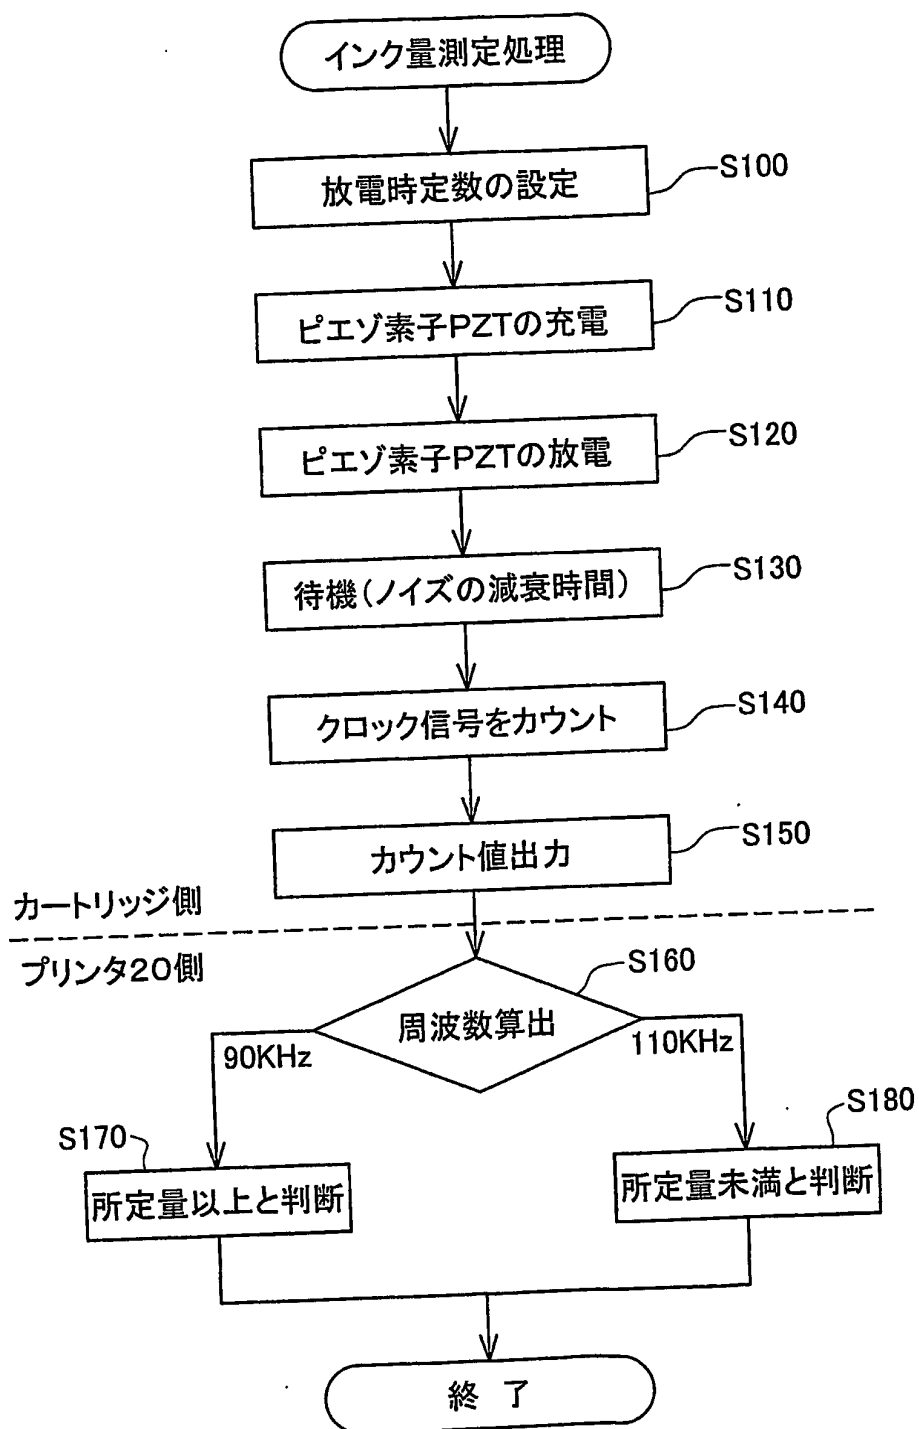 インク量測定処理
放電時定数の設定
S100
ピエゾ素子PZTの充電
S110
ピエゾ素子PZTの放電
S120
待機(ノイズの減衰時間)
S130
クロック信号をカウント
S140
カウント値出力
S150
カートリッジ側
プリンタ20側
S160
周波数算出
90KHz
110KHz
S170
S180
所定量以上と判断
所定量未満と判断
終 了